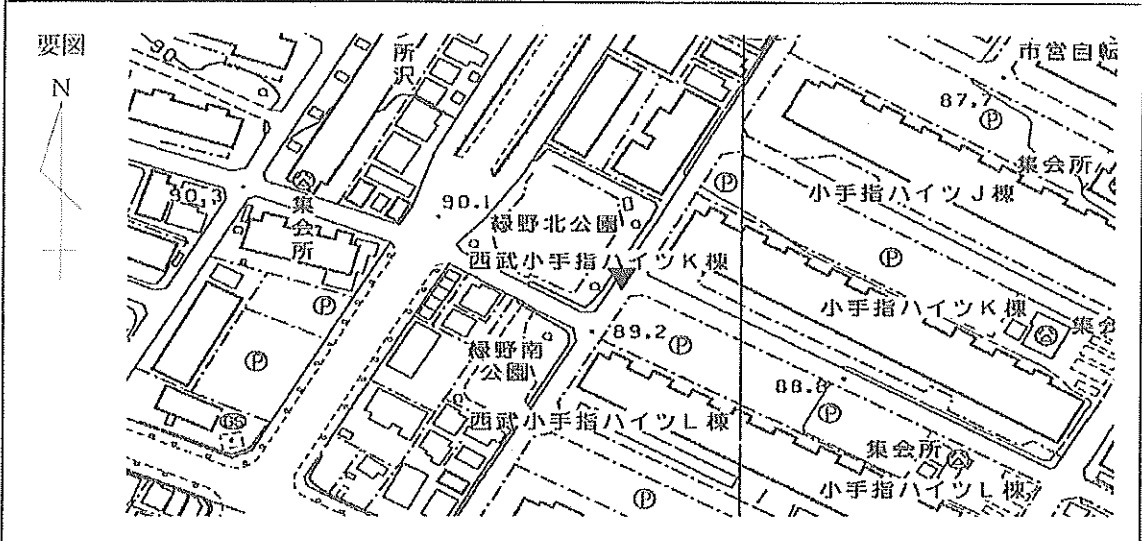 要図
N
90
所沢
市営自転
87.7
P
集会所
小手指ハイツJ棟
P
90.3
集会所
90.1
緑野北公園
西武小手指ハイツK棟
P
小手指ハイツK棟
集会
P
89.2
P
緑野南
公園
88.8
P
P
GS
西武小手指ハイツL棟
集会所
小手指ハイツL棟
P